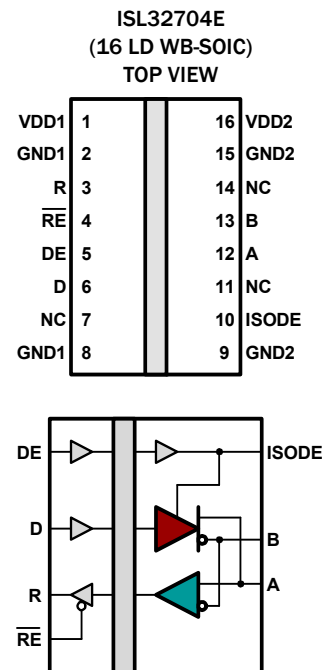 ISL32704E
(16 LD WB-SOIC)
TOP VIEW
VDD1 1 16 VDD2
GND1 2 15 GND2
R 3 14 NC
RE 4 13 B
DE 5 12 A
D 6 11 NC
NC 7 10 ISODE
GND1 8 9 GND2
DE ISODE
D
B
A
R
RE